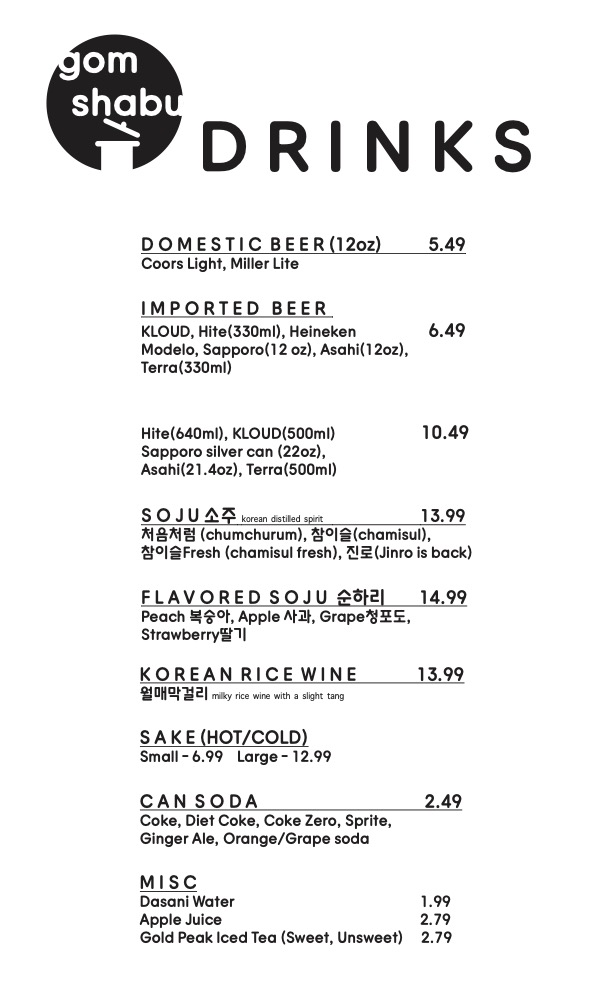 gom
shabu
DRINKS
DOMESTIC BEER (12oz) 5.49
Coors Light, Miller Lite
IMPORTED BEER
KLOUD, Hite(330ml), Heineken 6.49
Modelo, Sapporo(12 oz), Asahi(12oz),
Terra(330ml)
Hite(640ml), KLOUD(500ml) 10.49
Sapporo silver can (22oz),
Asahi(21.4oz), Terra(500ml)
SOJU 소주 korean distilled spirit 13.99
처음처럼 (chumchurum), 참이슬(chamisul),
참이슬Fresh (chamisul fresh), 진로(Jinro is back)
FLAVORED SOJU 순하리 14.99
Peach 복숭아, Apple 사과, Grape청포도,
Strawberry딸기
KOREAN RICE WINE 13.99
월매막걸리 milky rice wine with a slight tang
SAKE (HOT/COLD)
Small - 6.99 Large - 12.99
CAN SODA 2.49
Coke, Diet Coke, Coke Zero, Sprite,
Ginger Ale, Orange/Grape soda
MISC
Dasani Water 1.99
Apple Juice 2.79
Gold Peak Iced Tea (Sweet, Unsweet) 2.79